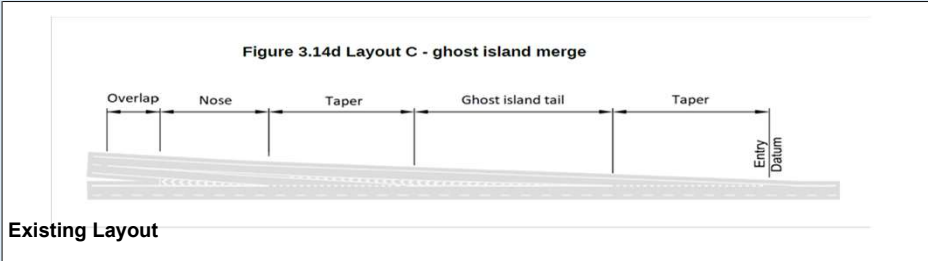 Figure 3.14d Layout C - ghost island merge
Overlap Nose Taper Ghost island tail Taper
Entry
Datum
Existing Layout